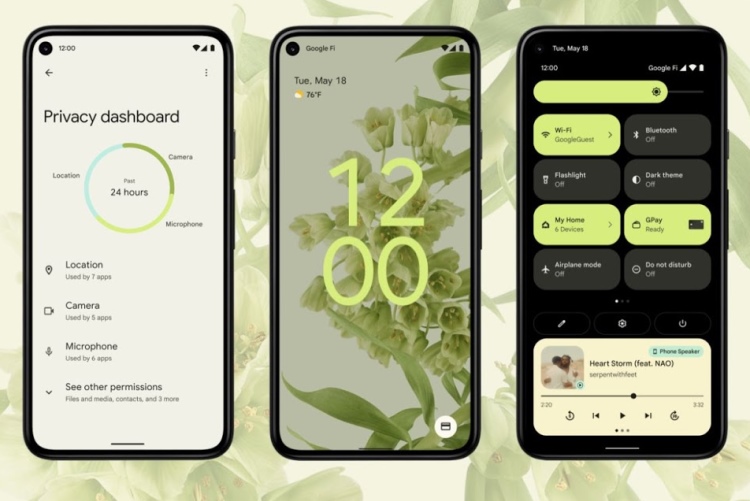 12:00
Privacy dashboard
Camera
Location
Past
24 hours
Microphone
Location
Used by 7 apps
Camera
Used by 5 apps
Microphone
Used by 6 apps
See other permissions
Files and media, contacts, and 3 more
Google Fi
Tue, May 18
76°F
12
00
Tue, May 18
12:00
Google Fi
Wi-Fi
GoogleGuest
Bluetooth
Off
Flashlight
Off
Dark theme
Off
My Home
6 Devices
GPay
Ready
Airplane mode
Off
Do not disturb
Off
Phone Speaker
Heart Storm (feat. NAO)
serpentwithfeet
2:20
3:32